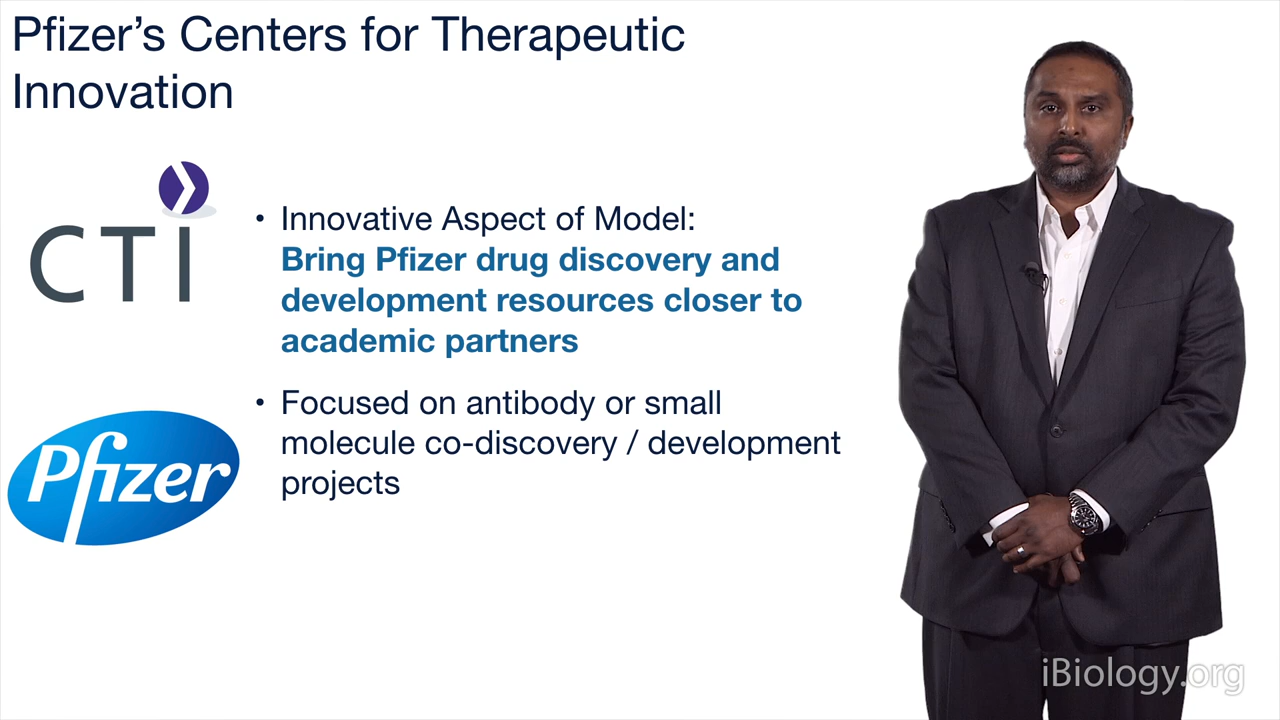 Pfizer's Centers for Therapeutic
Innovation
CTI
• Innovative Aspect of Model:
Bring Pfizer drug discovery and
development resources closer to
academic partners
• Focused on antibody or small
molecule co-discovery / development
projects
Pfizer
iBiology.org